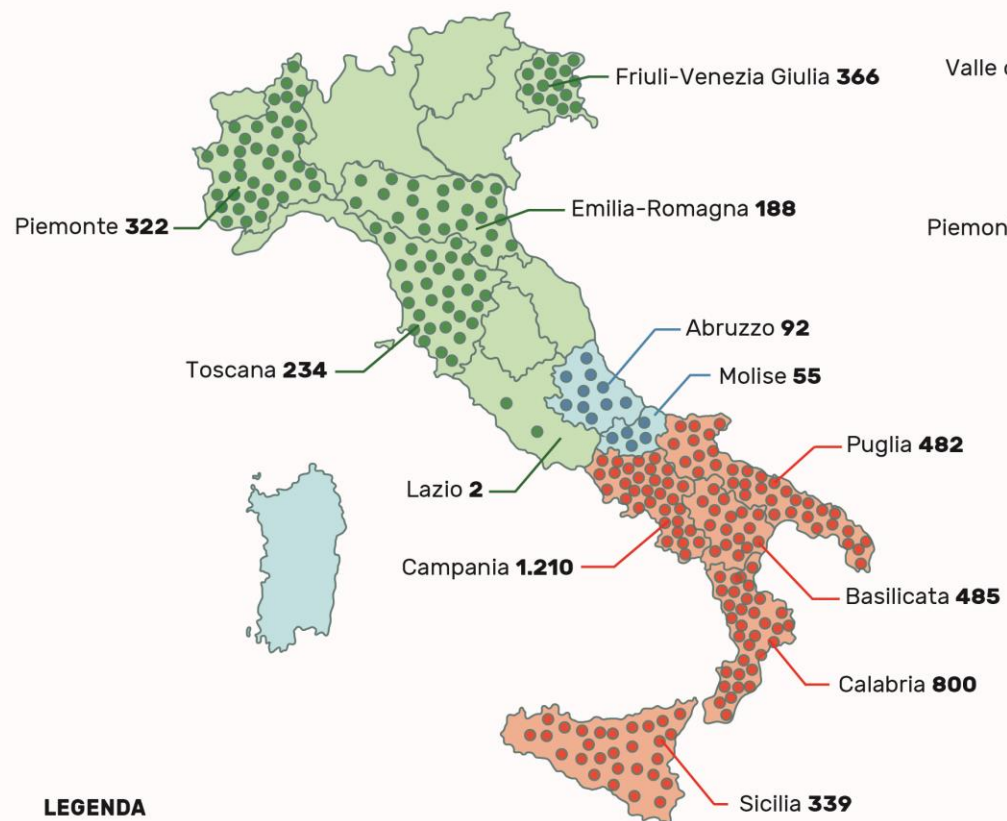 Friuli-Venezia Giulia 366
Valle
Emilia-Romagna 188
Piemonte 322
Abruzzo 92
Toscana 234
Molise 55
Puglia 482
Lazio 2
Campania 1.210
Basilicata 485
Calabria 800
Sicilia 339
LEGENDA